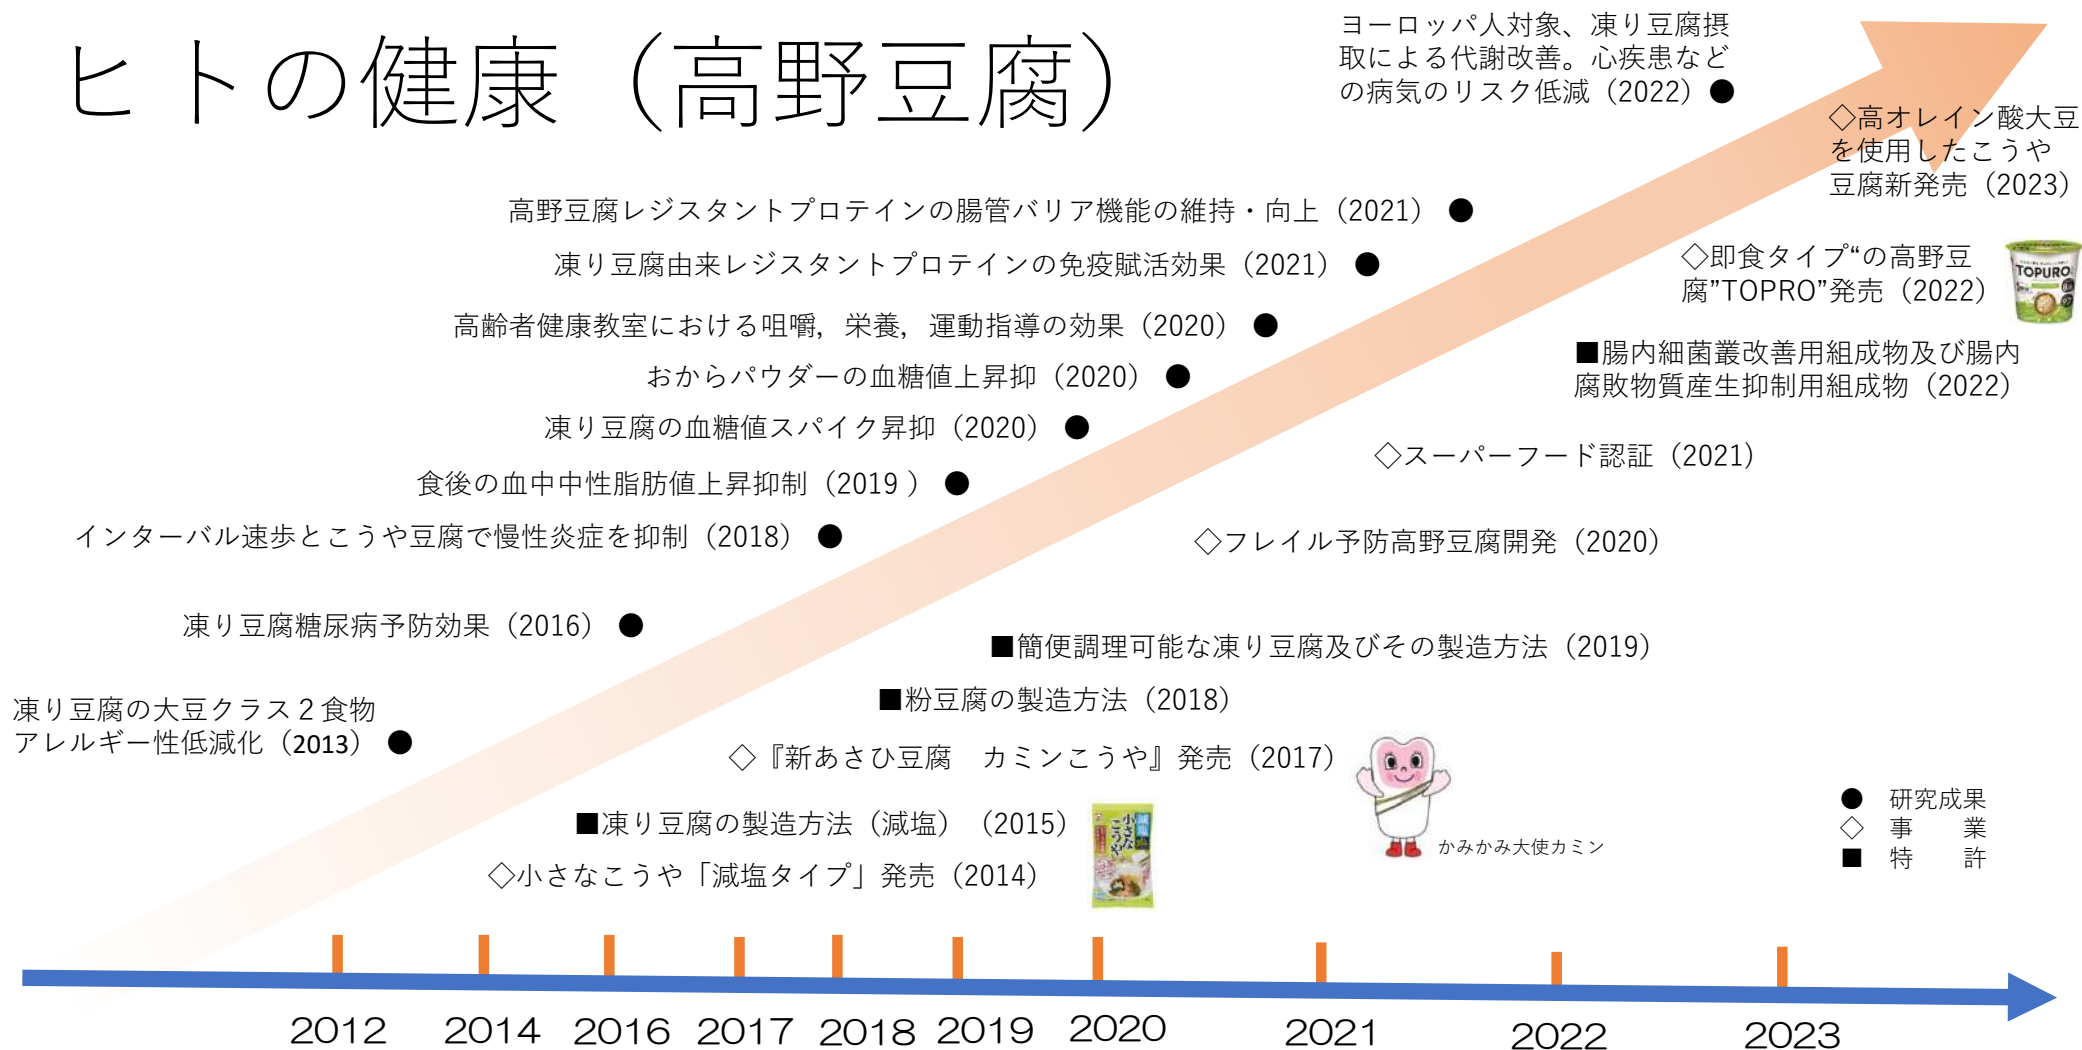 ヒトの健康（高野豆腐）
ヨーロッパ人対象、凍り豆腐摂
取による代謝改善。心疾患など
の病気のリスク低減（2022）●
◇高オレイン酸大豆
を使用したこうや
豆腐新発売（2023）
高野豆腐レジスタントプロテインの腸管バリア機能の維持・向上（2021）●
凍り豆腐由来レジスタントプロテインの免疫賦活効果（2021）●
◇即食タイプ“の高野豆
腐”TOPRO”発売（2022）
TOPURO
高齢者健康教室における咀嚼，栄養，運動指導の効果（2020）●
■腸内細菌叢改善用組成物及び腸内
腐敗物質産生抑制用組成物（2022）
おからパウダーの血糖値上昇抑（2020）●
凍り豆腐の血糖値スパイク昇抑（2020）●
◇スーパーフード認証（2021）
食後の血中中性脂肪値上昇抑制（2019 ）●
インターバル速歩とこうや豆腐で慢性炎症を抑制（2018）●
◇フレイル予防高野豆腐開発（2020）
凍り豆腐糖尿病予防効果（2016）●
■簡便調理可能な凍り豆腐及びその製造方法（2019）
■粉豆腐の製造方法（2018）
凍り豆腐の大豆クラス２食物
アレルギー性低減化（2013）●
◇『新あさひ豆腐　カミンこうや』発売（2017）
■凍り豆腐の製造方法（減塩）（2015）
減塩
小さな
こうや
かみかみ大使カミン
◇小さなこうや「減塩タイプ」発売（2014）
● 研究成果
◇ 事　業
■ 特　許
2012 2014 2016 2017 2018 2019 2020 2021 2022 2023